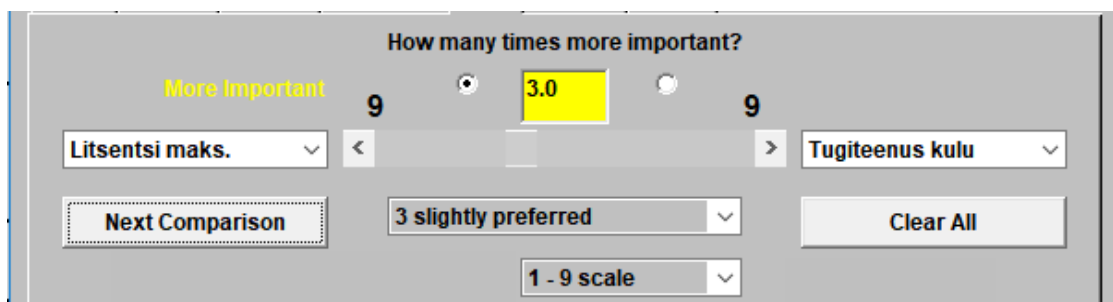 How many times more important?
More Important
9
3.0
9
Litsentsi maks.
<
>
Tugiteenus kulu
Next Comparison
3 slightly preferred
Clear All
1 - 9 scale